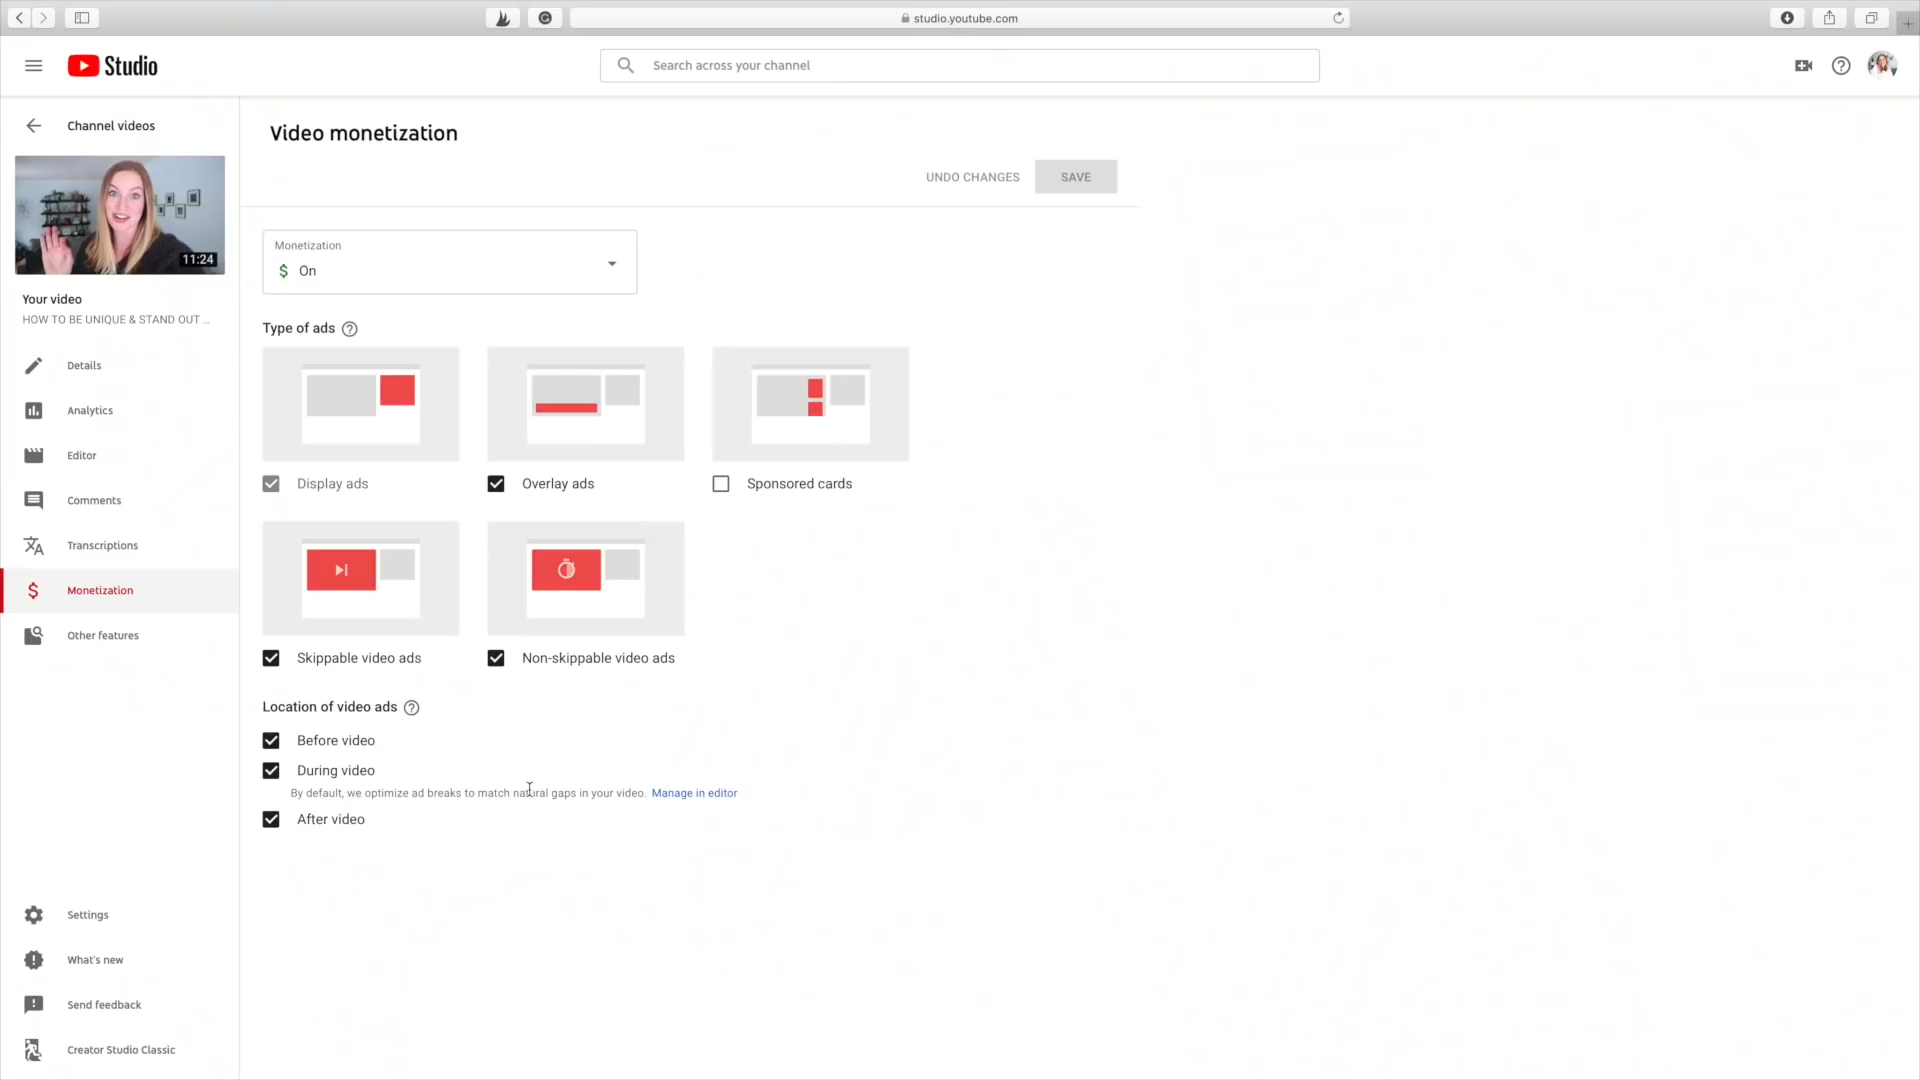 studio.youtube.com
Studio
Search across your channel
Channel videos
11:24
Your video
HOW TO BE UNIQUE & STAND OUT ...
Details
Analytics
Editor
Comments
Transcriptions
Monetization
Other features
Settings
What's new
Send feedback
Creator Studio Classic
Video monetization
UNDO CHANGES
SAVE
Monetization
$ On
Type of ads
Display ads
Overlay ads
Sponsored cards
Skippable video ads
Non-skippable video ads
Location of video ads
Before video
During video
By default, we optimize ad breaks to match natural gaps in your video. Manage in editor
After video